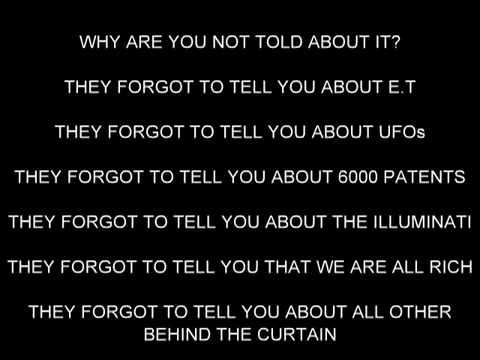 WHY ARE YOU NOT TOLD ABOUT IT?
THEY FORGOT TO TELL YOU ABOUT E.T
THEY FORGOT TO TELL YOU ABOUT UFOs
THEY FORGOT TO TELL YOU ABOUT 6000 PATENTS
THEY FORGOT TO TELL YOU ABOUT THE ILLUMINATI
THEY FORGOT TO TELL YOU THAT WE ARE ALL RICH
THEY FORGOT TO TELL YOU ABOUT ALL OTHER
BEHIND THE CURTAIN